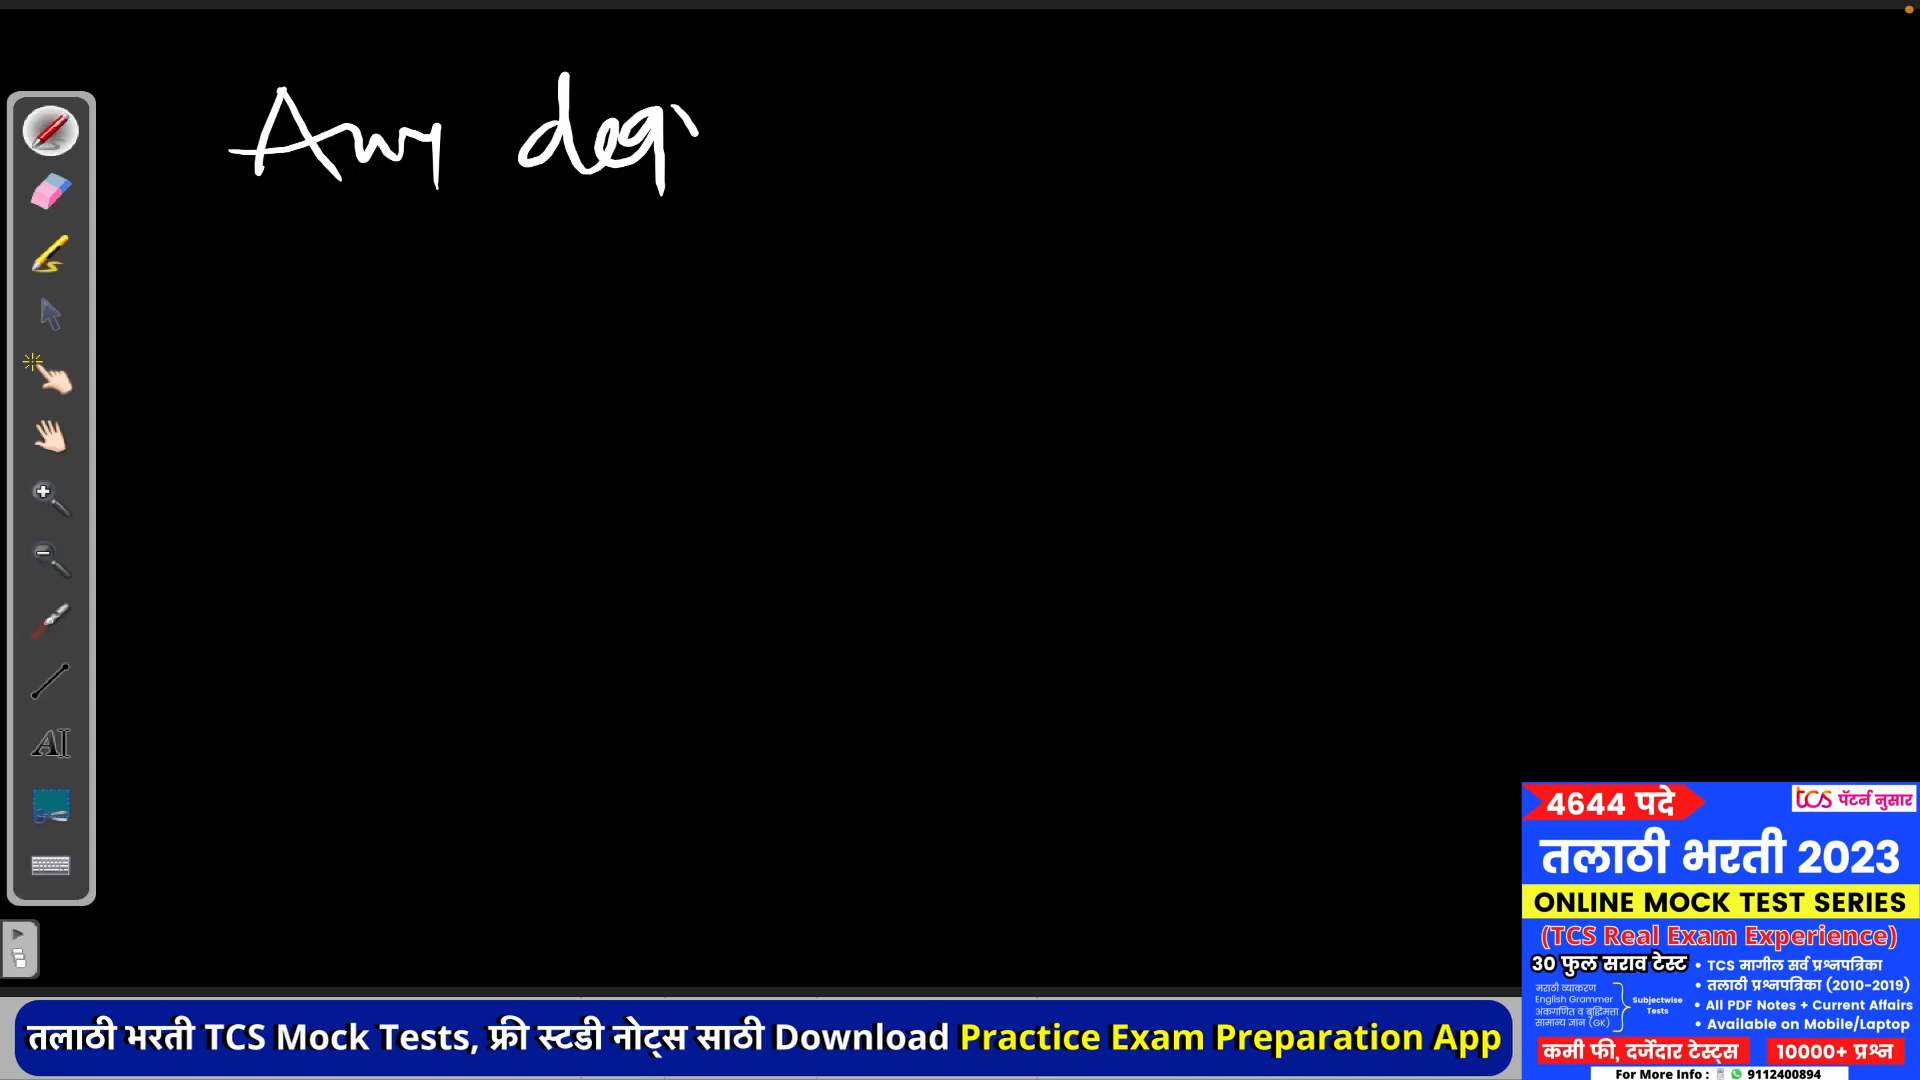 Any degr
4644 पदे
tcs पॅटर्न नुसार
तलाठी भरती 2023
ONLINE MOCK TEST SERIES
(TCS Real Exam Experience)
30 फुल सराव टेस्ट
मराठी व्याकरण
English Grammer
अंकगणित व बुद्धिमत्ता
सामान्य ज्ञान (GK)
Subjectwise
Tests
• TCS मागील सर्व प्रश्नपत्रिका
• तलाठी प्रश्नपत्रिका (2010-2019)
• All PDF Notes + Current Affairs
• Available on Mobile/Laptop
कमी फी, दर्जेदार टेस्ट्स
10000+ प्रश्न
For More Info : 9112400894
तलाठी भरती TCS Mock Tests, फ्री स्टडी नोट्स साठी Download Practice Exam Preparation App